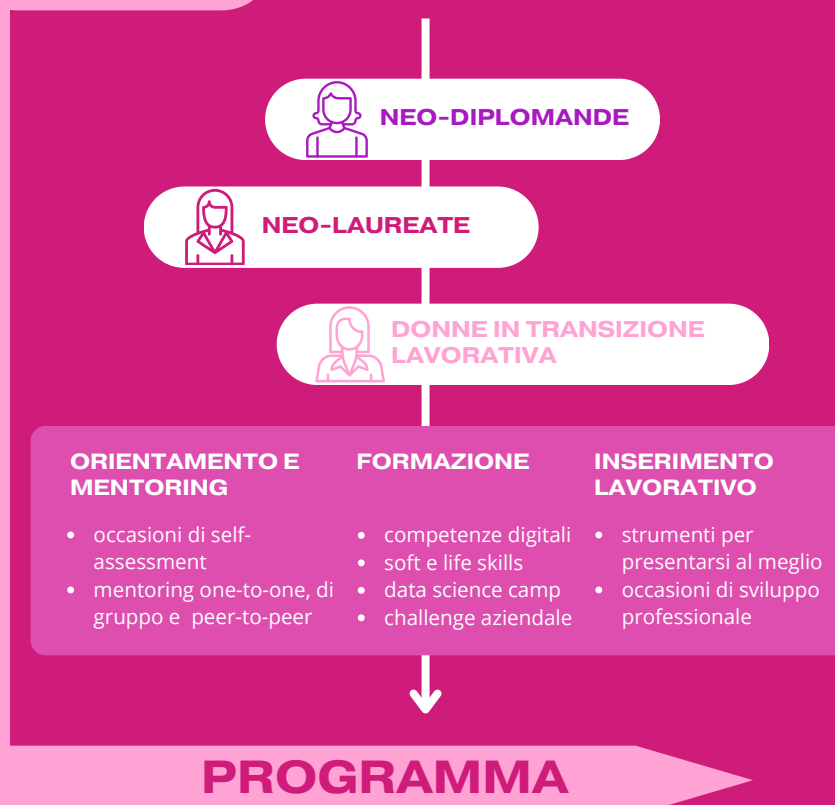 NEO-DIPLOMANDE
NEO-LAUREATE
DONNE IN TRANSIZIONE
LAVORATIVA
ORIENTAMENTO E
MENTORING
• occasioni di self-
assessment
• mentoring one-to-one, di
gruppo e peer-to-peer
FORMAZIONE
• competenze digitali
• soft e life skills
• data science camp
• challenge aziendale
INSERIMENTO
LAVORATIVO
• strumenti per
presentarsi al meglio
• occasioni di sviluppo
professionale
PROGRAMMA